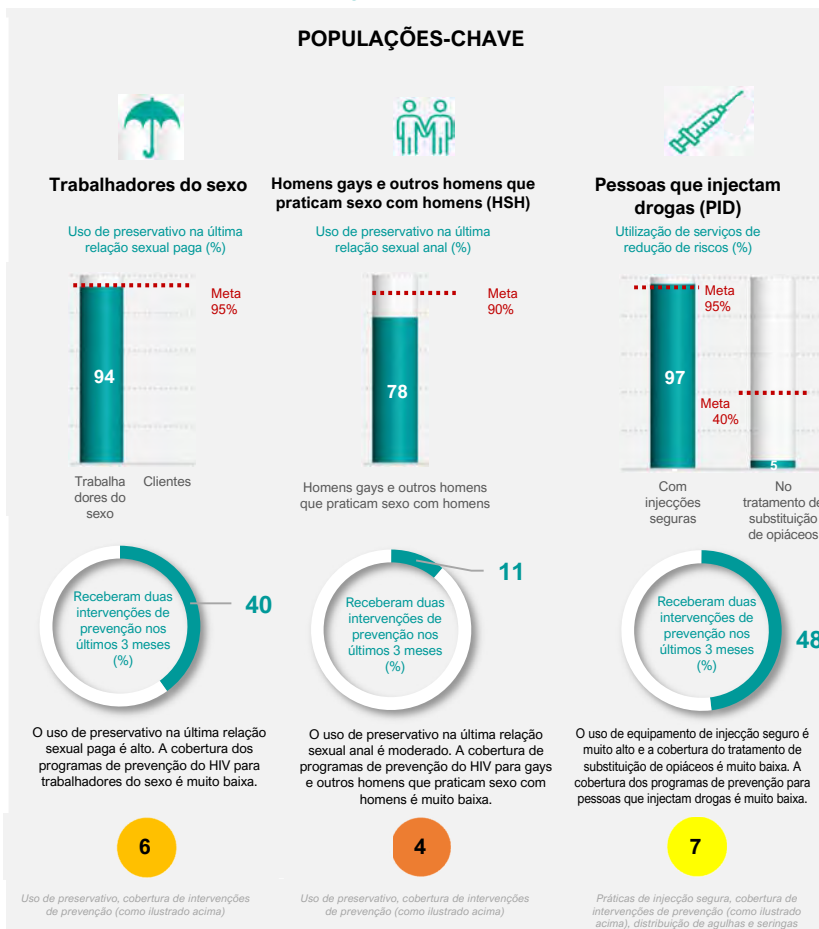 POPULAÇÕES-CHAVE
Trabalhadores do sexo
Uso de preservativo na última
relação sexual paga (%)
Meta
95%
94
Trabalha
dores do
sexo
Clientes
Receberam duas
intervenções de
prevenção nos
últimos 3 meses
(%)
40
O uso de preservativo na última relação
sexual paga é alto. A cobertura dos
programas de prevenção do HIV para
trabalhadores do sexo é muito baixa.
6
Uso de preservativo, cobertura de intervenções
de prevenção (como ilustrado acima)
Homens gays e outros homens que
praticam sexo com homens (HSH)
Uso de preservativo na última
relação sexual anal (%)
Meta
90%
78
Homens gays e outros homens
que praticam sexo com homens
Receberam duas
intervenções de
prevenção nos
últimos 3 meses
(%)
11
O uso de preservativo na última relação
sexual anal é moderado. A cobertura de
programas de prevenção do HIV para gays
e outros homens que praticam sexo com
homens é muito baixa.
4
Uso de preservativo, cobertura de intervenções
de prevenção (como ilustrado acima)
Pessoas que injectam
drogas (PID)
Utilização de serviços de
redução de riscos (%)
Meta
95%
97
Meta
40%
5
Com
injecções
seguras
No
tratamento de
substituição
de opiáceos
Receberam duas
intervenções de
prevenção nos
últimos 3 meses
(%)
48
O uso de equipamento de injecção seguro é
muito alto e a cobertura do tratamento de
substituição de opiáceos é muito baixa. A
cobertura dos programas de prevenção para
pessoas que injectam drogas é muito baixa.
7
Práticas de injecção segura, cobertura de
intervenções de prevenção (como ilustrado
acima), distribuição de agulhas e seringas